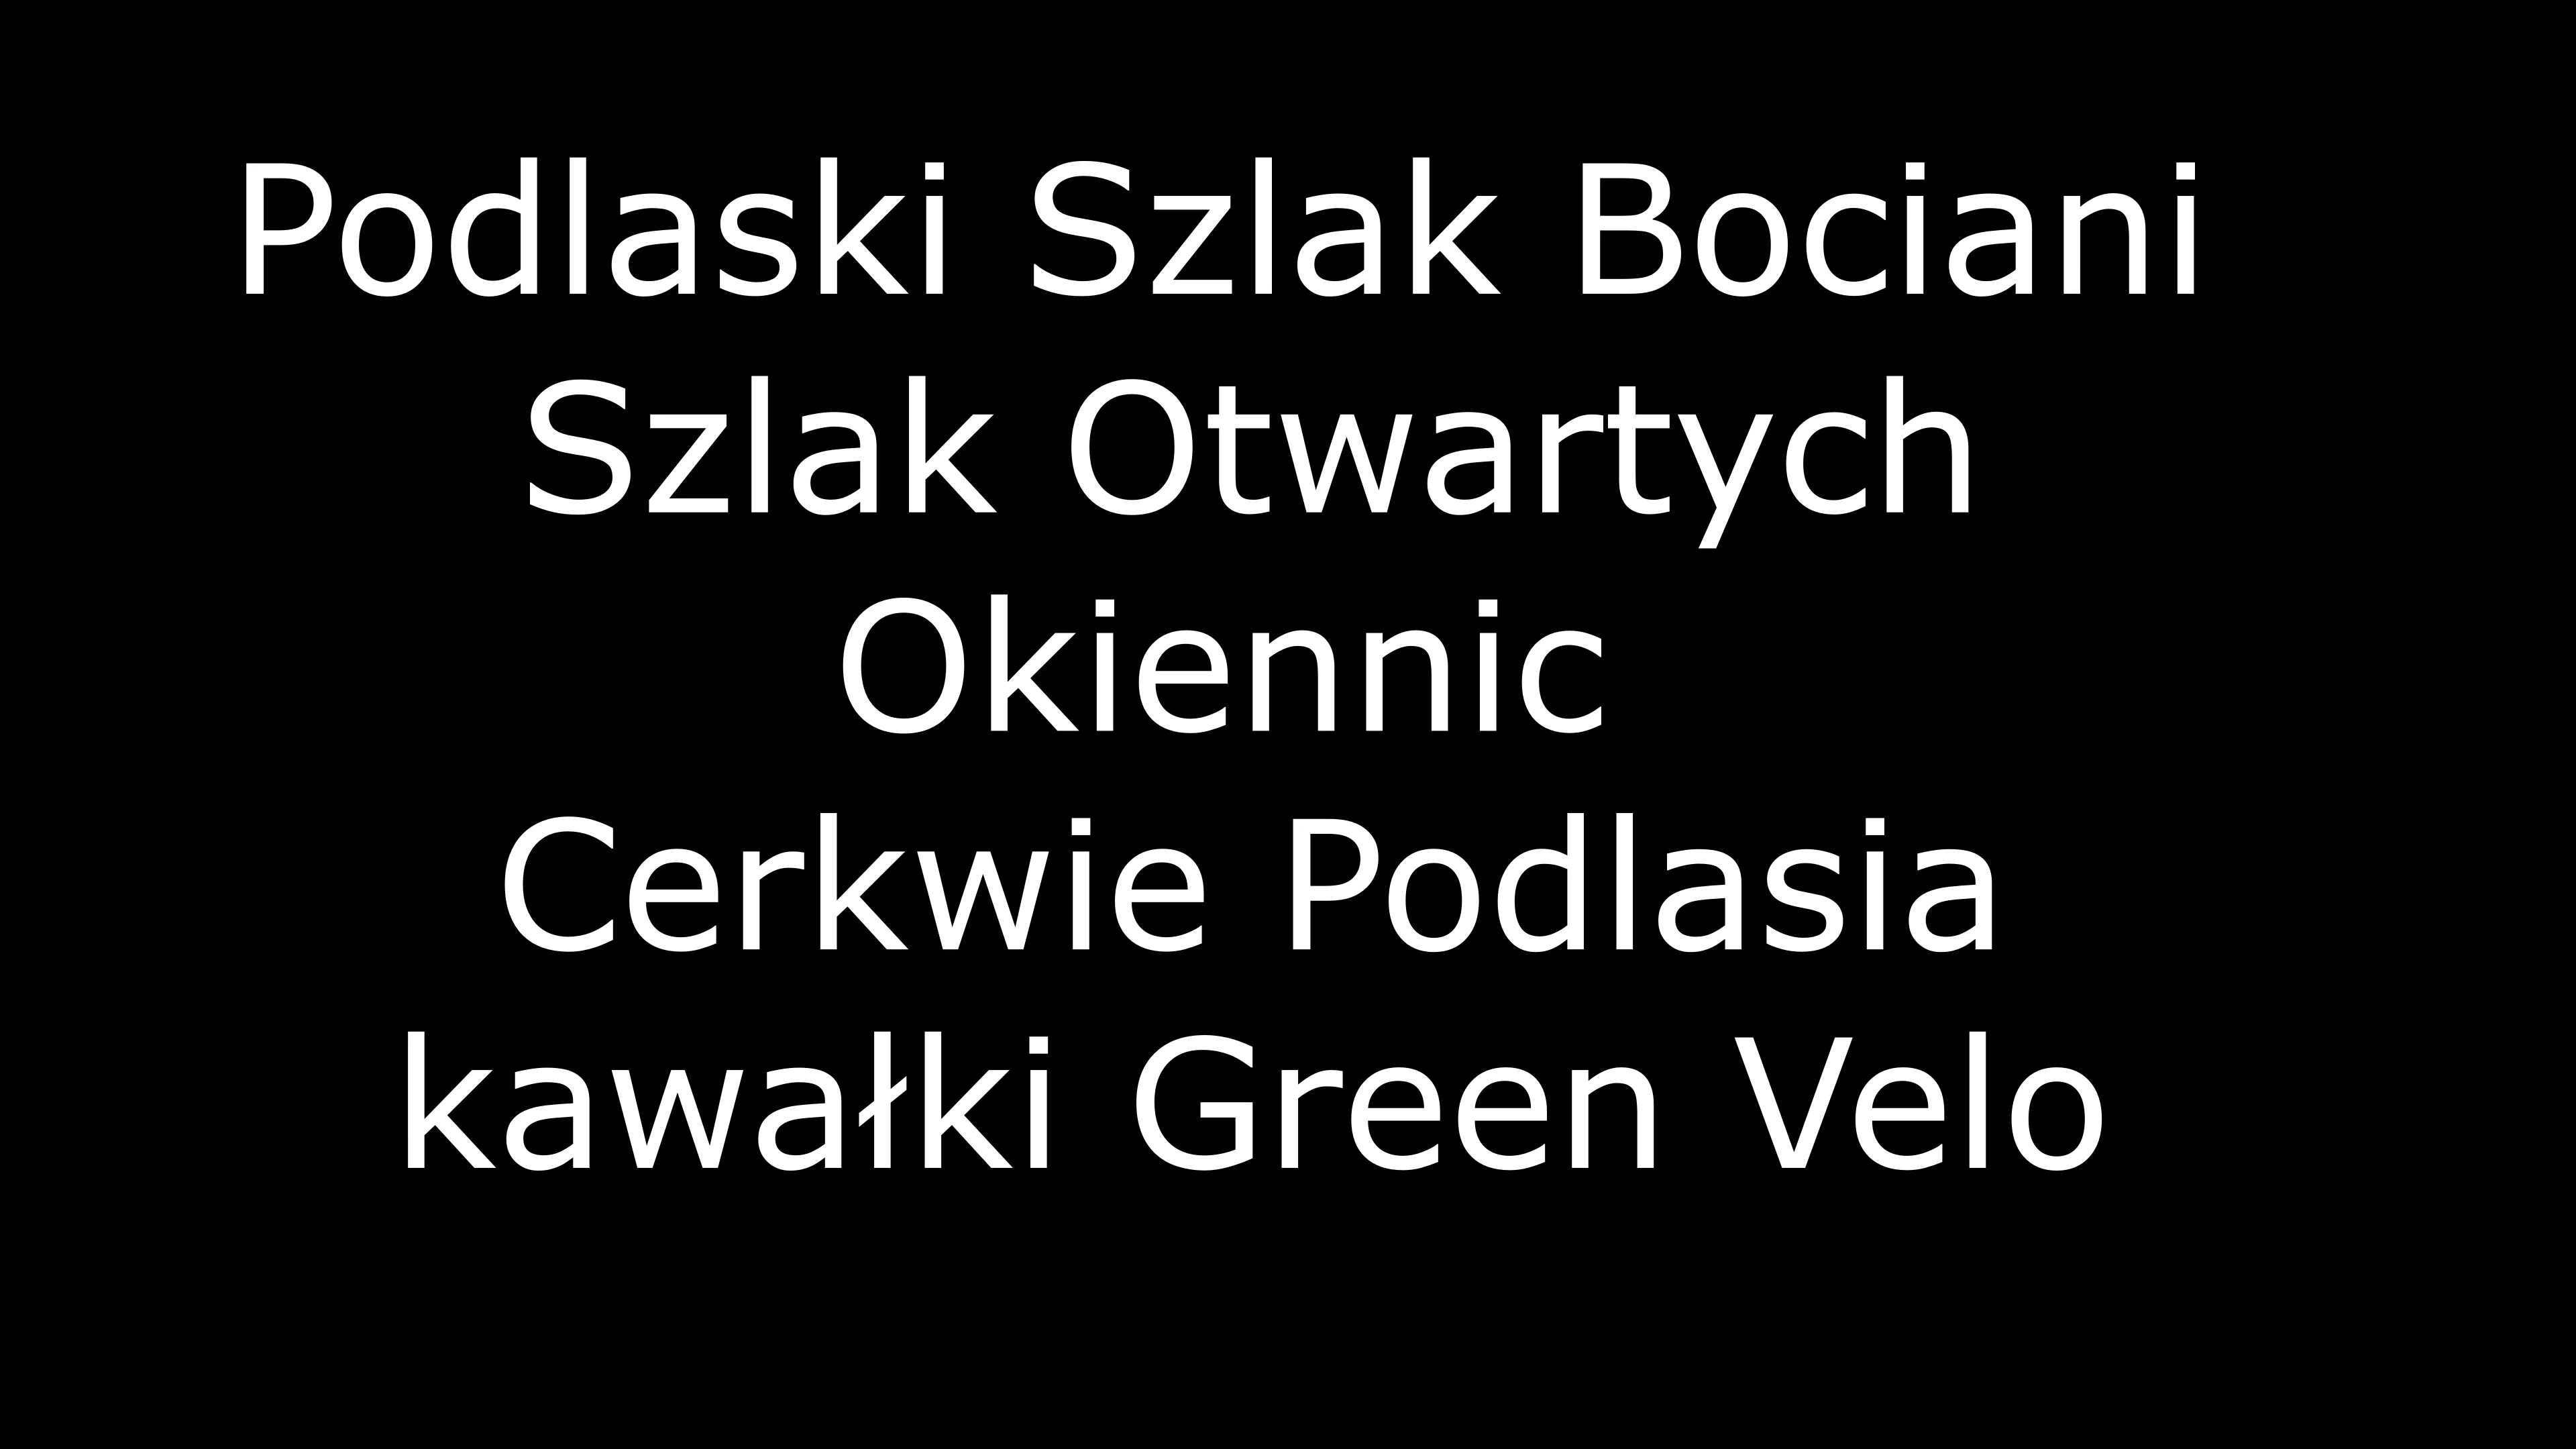 Podlaski Szlak Bociani
Szlak Otwartych
Okiennic
Cerkwie Podlasia
kawałki Green Velo